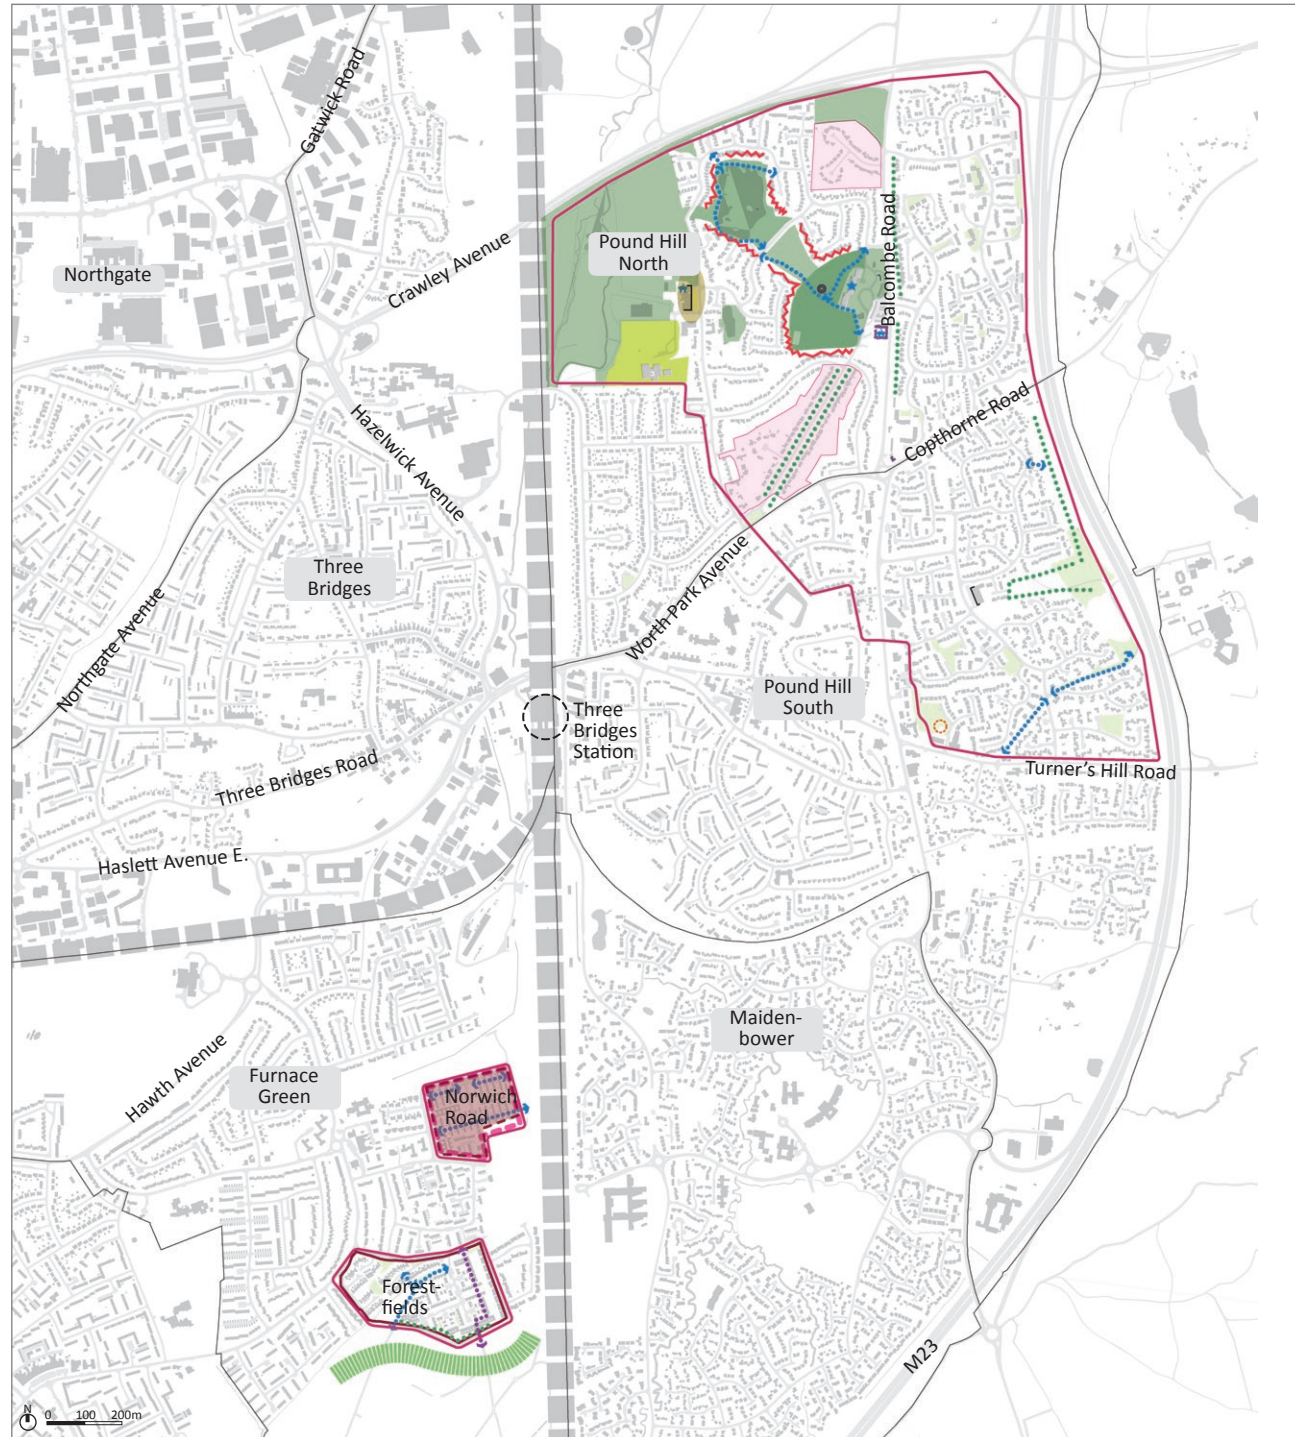 Gatwick Road
Northgate
Crawley Avenue
Pound Hill
North
Balcombe Road
Hazelwick Avenue
Copthorne Road
Three
Bridges
Northgate Avenue
Worth Park Avenue
Pound Hill
South
Three
Bridges
Station
Three Bridges Road
Turner's Hill Road
Haslett Avenue E.
Maiden-
bower
Hawth Avenue
Furnace
Green
Norwich
Road
Forest-
fields
M23
N
0 100 200m